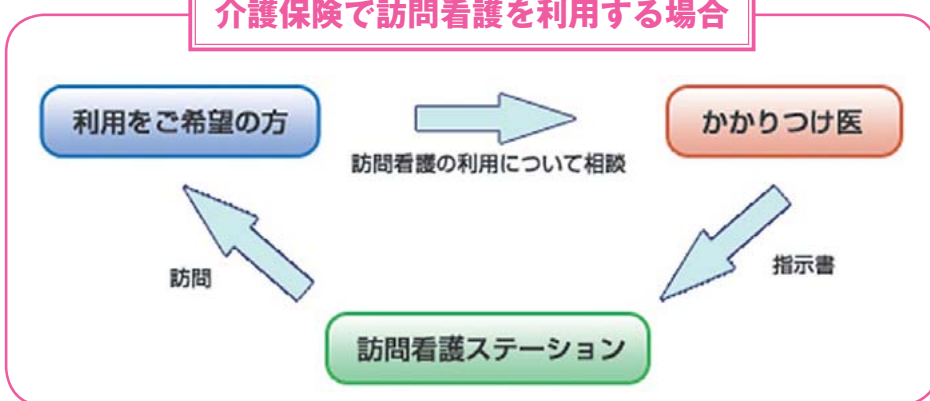 介護保険で訪問看護を利用する場合
利用をご希望の方
かかりつけ医
訪問看護の利用について相談
訪問
指示書
訪問看護ステーション